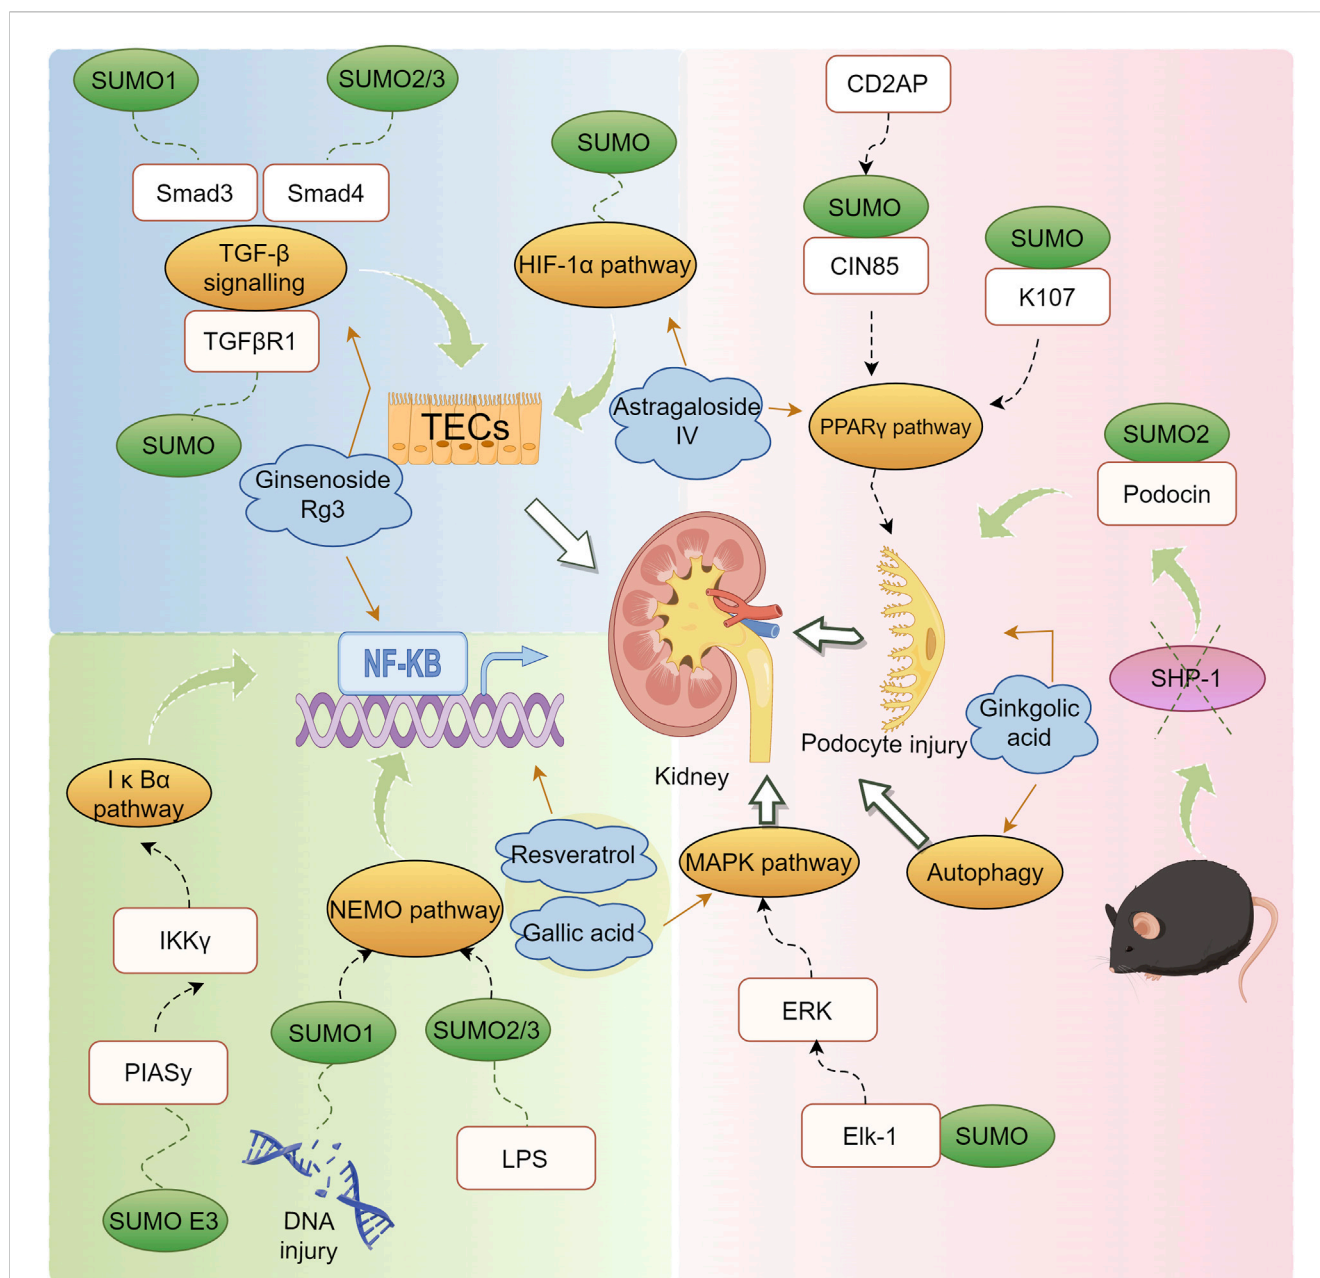 SUMO1
SUMO2/3
Smad3
Smad4
TGF-β
signalling
TGFβR1
SUMO
SUMO
HIF-1α pathway
TECs
Ginsenoside
Rg3
Astragaloside
IV
CD2AP
SUMO
CIN85
SUMO
K107
PPARγ pathway
SUMO2
Podocin
SHP-1
Ginkgolic
acid
Podocyte injury
Kidney
NF-KB
I κ Bα
pathway
IKKγ
PIASy
SUMO E3
NEMO pathway
SUMO1
SUMO2/3
DNA
injury
LPS
Resveratrol
Gallic acid
MAPK pathway
Autophagy
ERK
Elk-1
SUMO